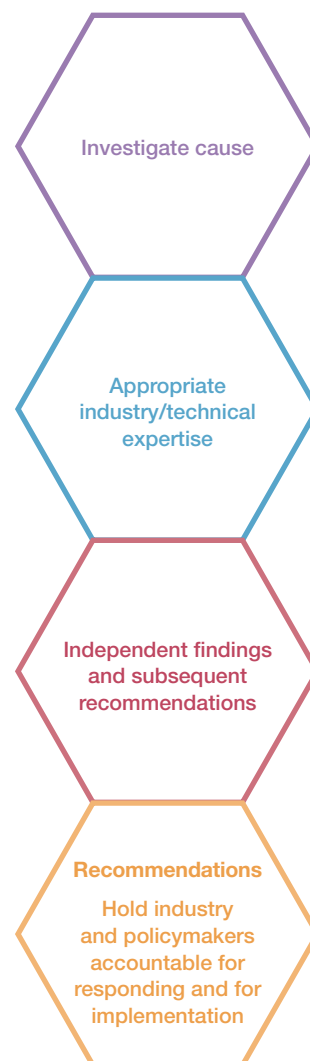 Investigate cause
Appropriate
industry/technical
expertise
Independent findings
and subsequent
recommendations
Recommendations
Hold industry
and policymakers
accountable for
responding and for
implementation